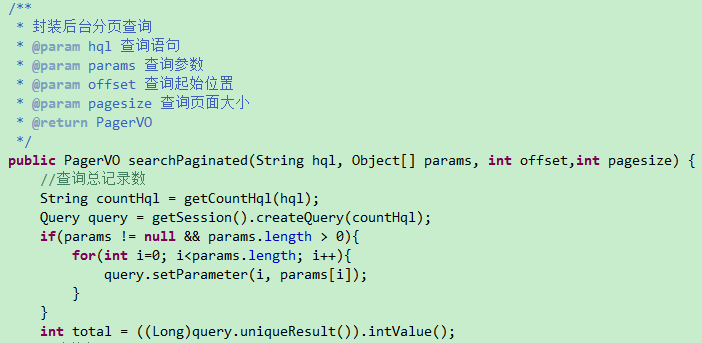 /**
 * 封装后台分页查询
 * @param hql 查询语句
 * @param params 查询参数
 * @param offset 查询起始位置
 * @param pagesize 查询页面大小
 * @return PagerVO
 */
public PagerVO searchPaginated(String hql, Object[] params, int offset,int pagesize) {
    //查询总记录数
    String countHql = getCountHql(hql);
    Query query = getSession().createQuery(countHql);
    if(params != null && params.length > 0){
        for(int i=0; i<params.length; i++){
            query.setParameter(i, params[i]);
        }
    }
    int total = ((Long)query.uniqueResult()).intValue();